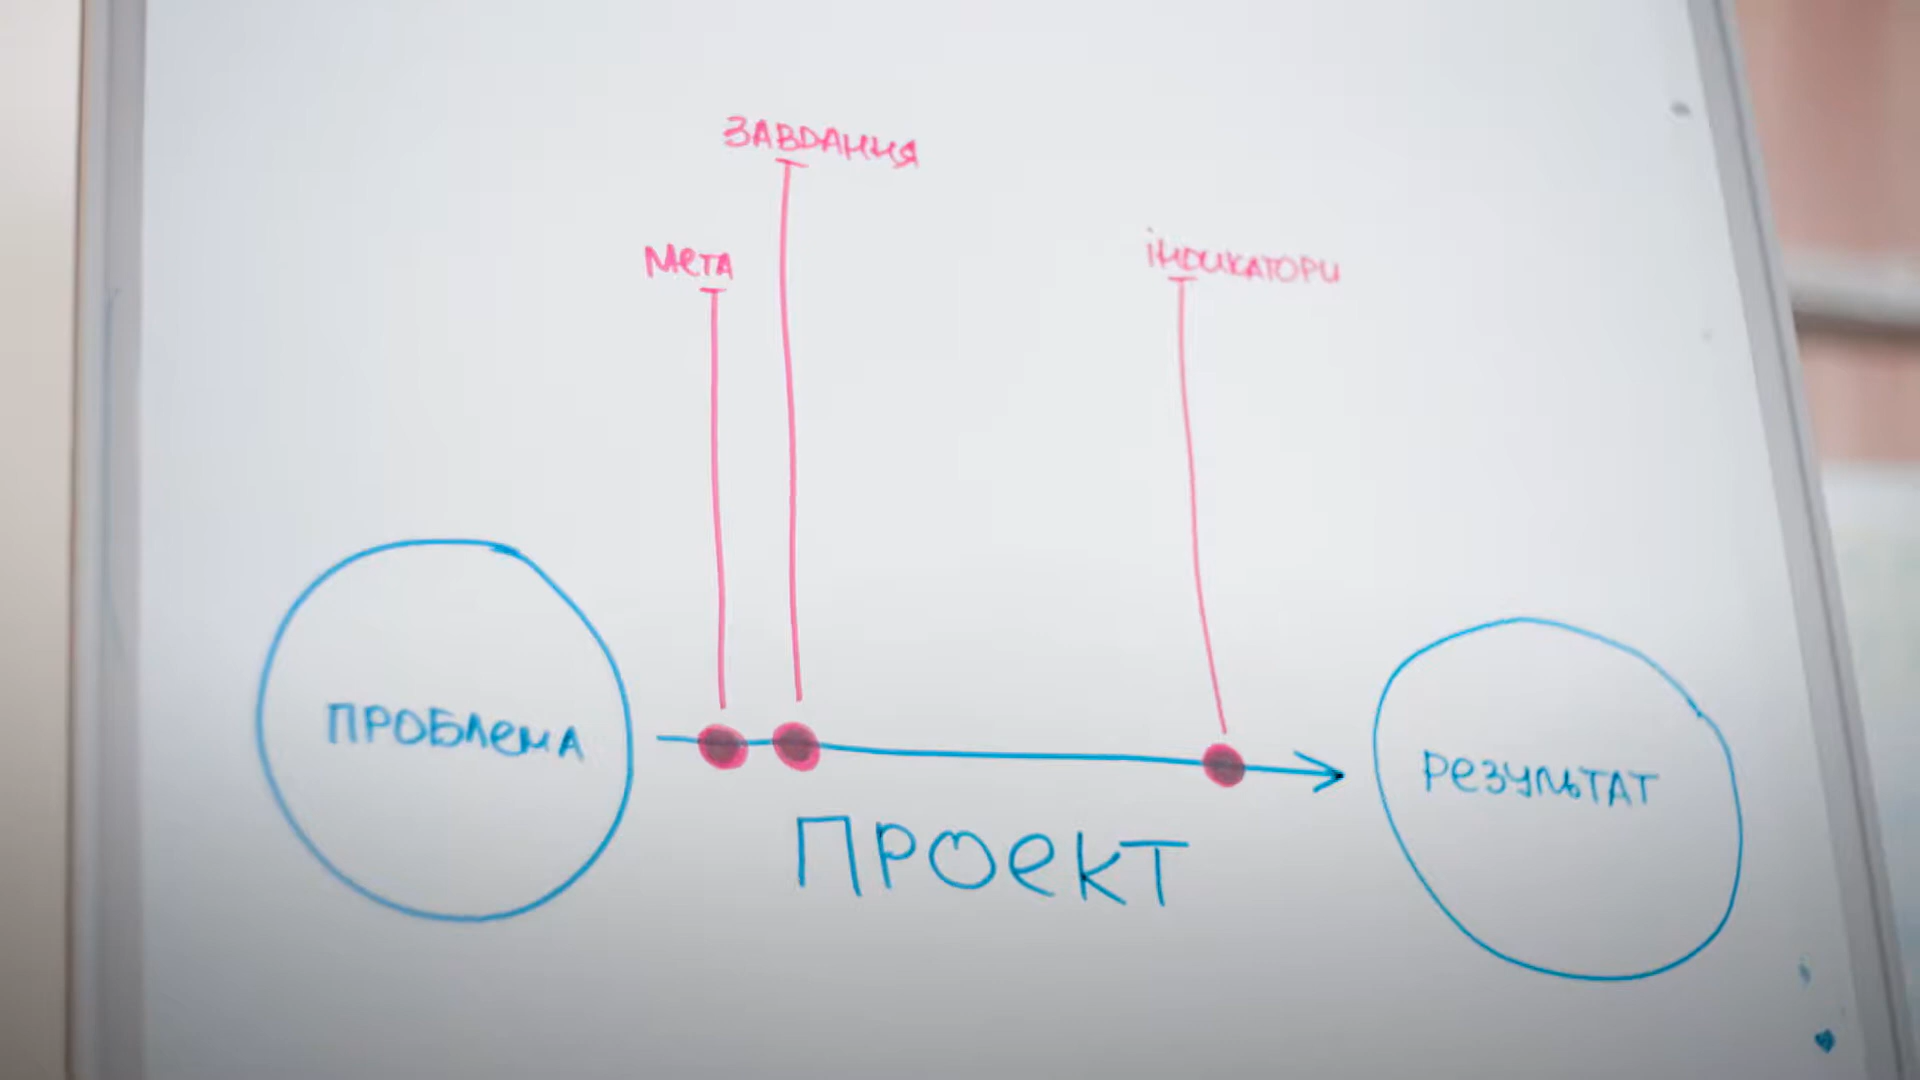 ЗАВДАННЯ
Мета
індикатори
Проблема
Результат
Проект